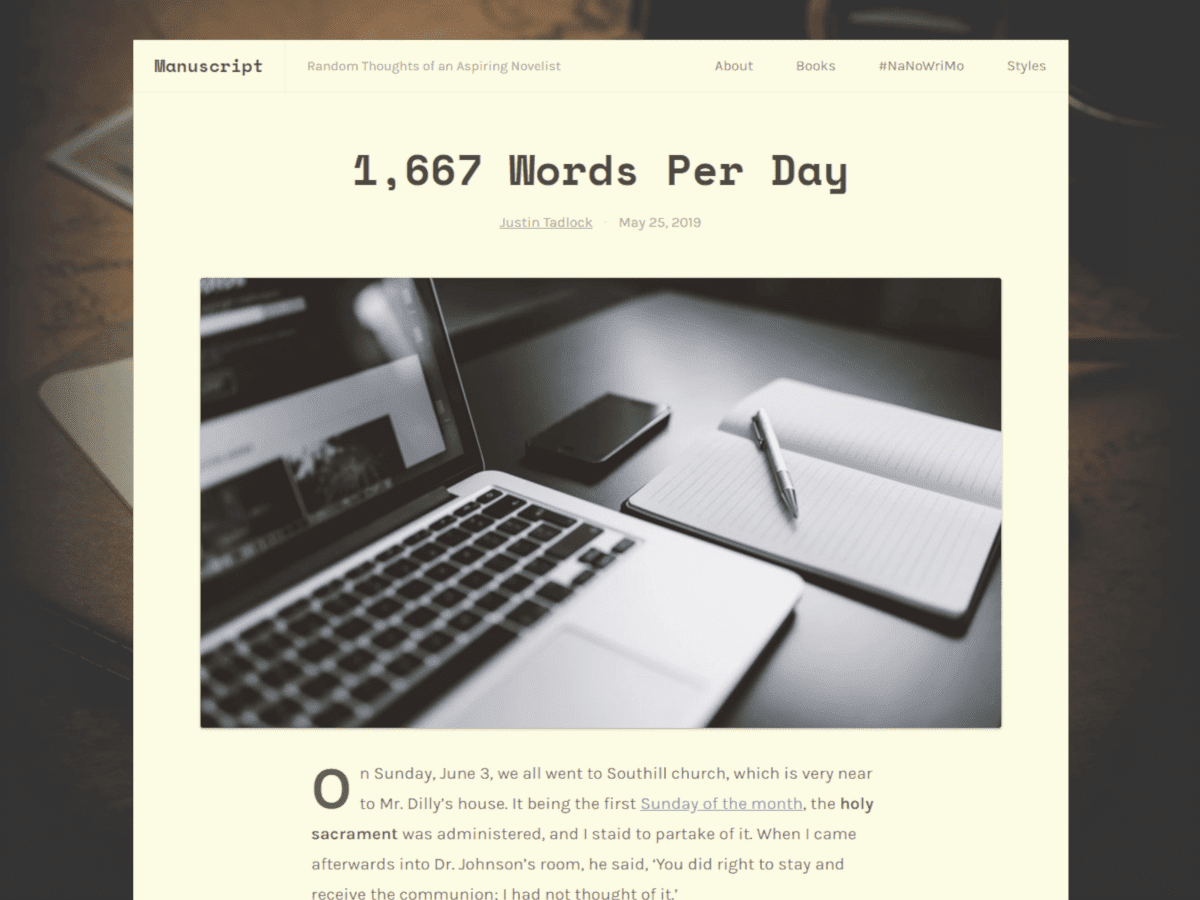 Manuscript
Random Thoughts of an Aspiring Novelist
About Books #NaNoWriMo Styles
1,667 Words Per Day
Justin Tadlock · May 25, 2019
On Sunday, June 3, we all went to Southill church, which is very near
to Mr. Dilly’s house. It being the first Sunday of the month, the holy
sacrament was administered, and I staid to partake of it. When I came
afterwards into Dr. Johnson’s room, he said, ‘You did right to stay and
receive the communion; I had not thought of it.’